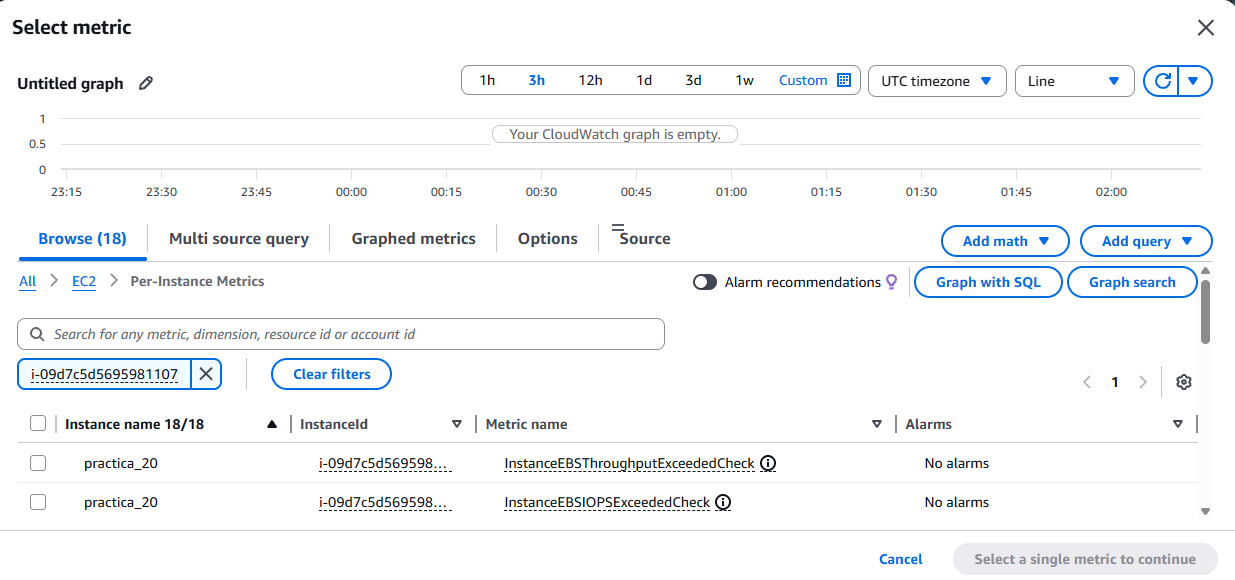 Select metric
Untitled graph
1h 3h 12h 1d 3d 1w Custom
UTC timezone
Line
1
0.5
0
Your CloudWatch graph is empty.
23:15 23:30 23:45 00:00 00:15 00:30 00:45 01:00 01:15 01:30 01:45 02:00
Browse (18) Multi source query Graphed metrics Options Source
Add math Add query
All EC2 Per-Instance Metrics
Alarm recommendations Graph with SQL Graph search
Search for any metric, dimension, resource id or account id
i-09d7c5d5695981107 Clear filters
1
Instance name 18/18 InstanceId Metric name Alarms
practica_20 i-09d7c5d569598... InstanceEBSThroughputExceededCheck No alarms
practica_20 i-09d7c5d569598... InstanceEBSIOPSExceededCheck No alarms
Cancel Select a single metric to continue